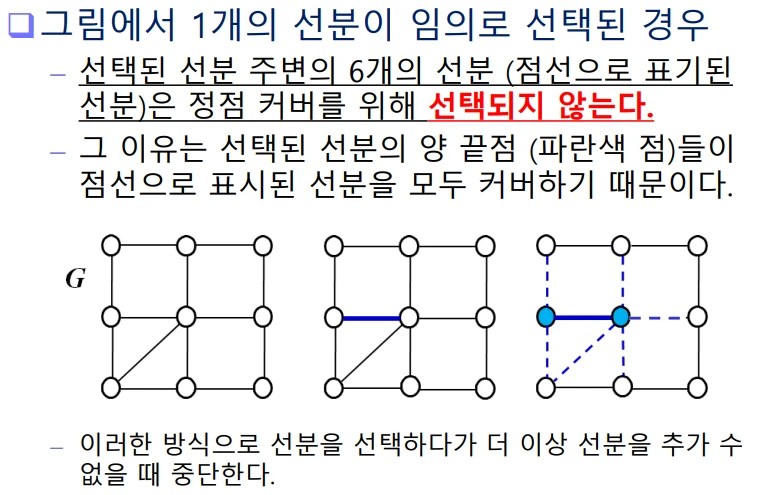 ❑그림에서 1개의 선분이 임의로 선택된 경우
– 선택된 선분 주변의 6개의 선분 (점선으로 표기된
선분)은 정점 커버를 위해 선택되지 않는다.
– 그 이유는 선택된 선분의 양 끝점 (파란색 점)들이
점선으로 표시된 선분을 모두 커버하기 때문이다.
G
– 이러한 방식으로 선분을 선택하다가 더 이상 선분을 추가 수
없을 때 중단한다.